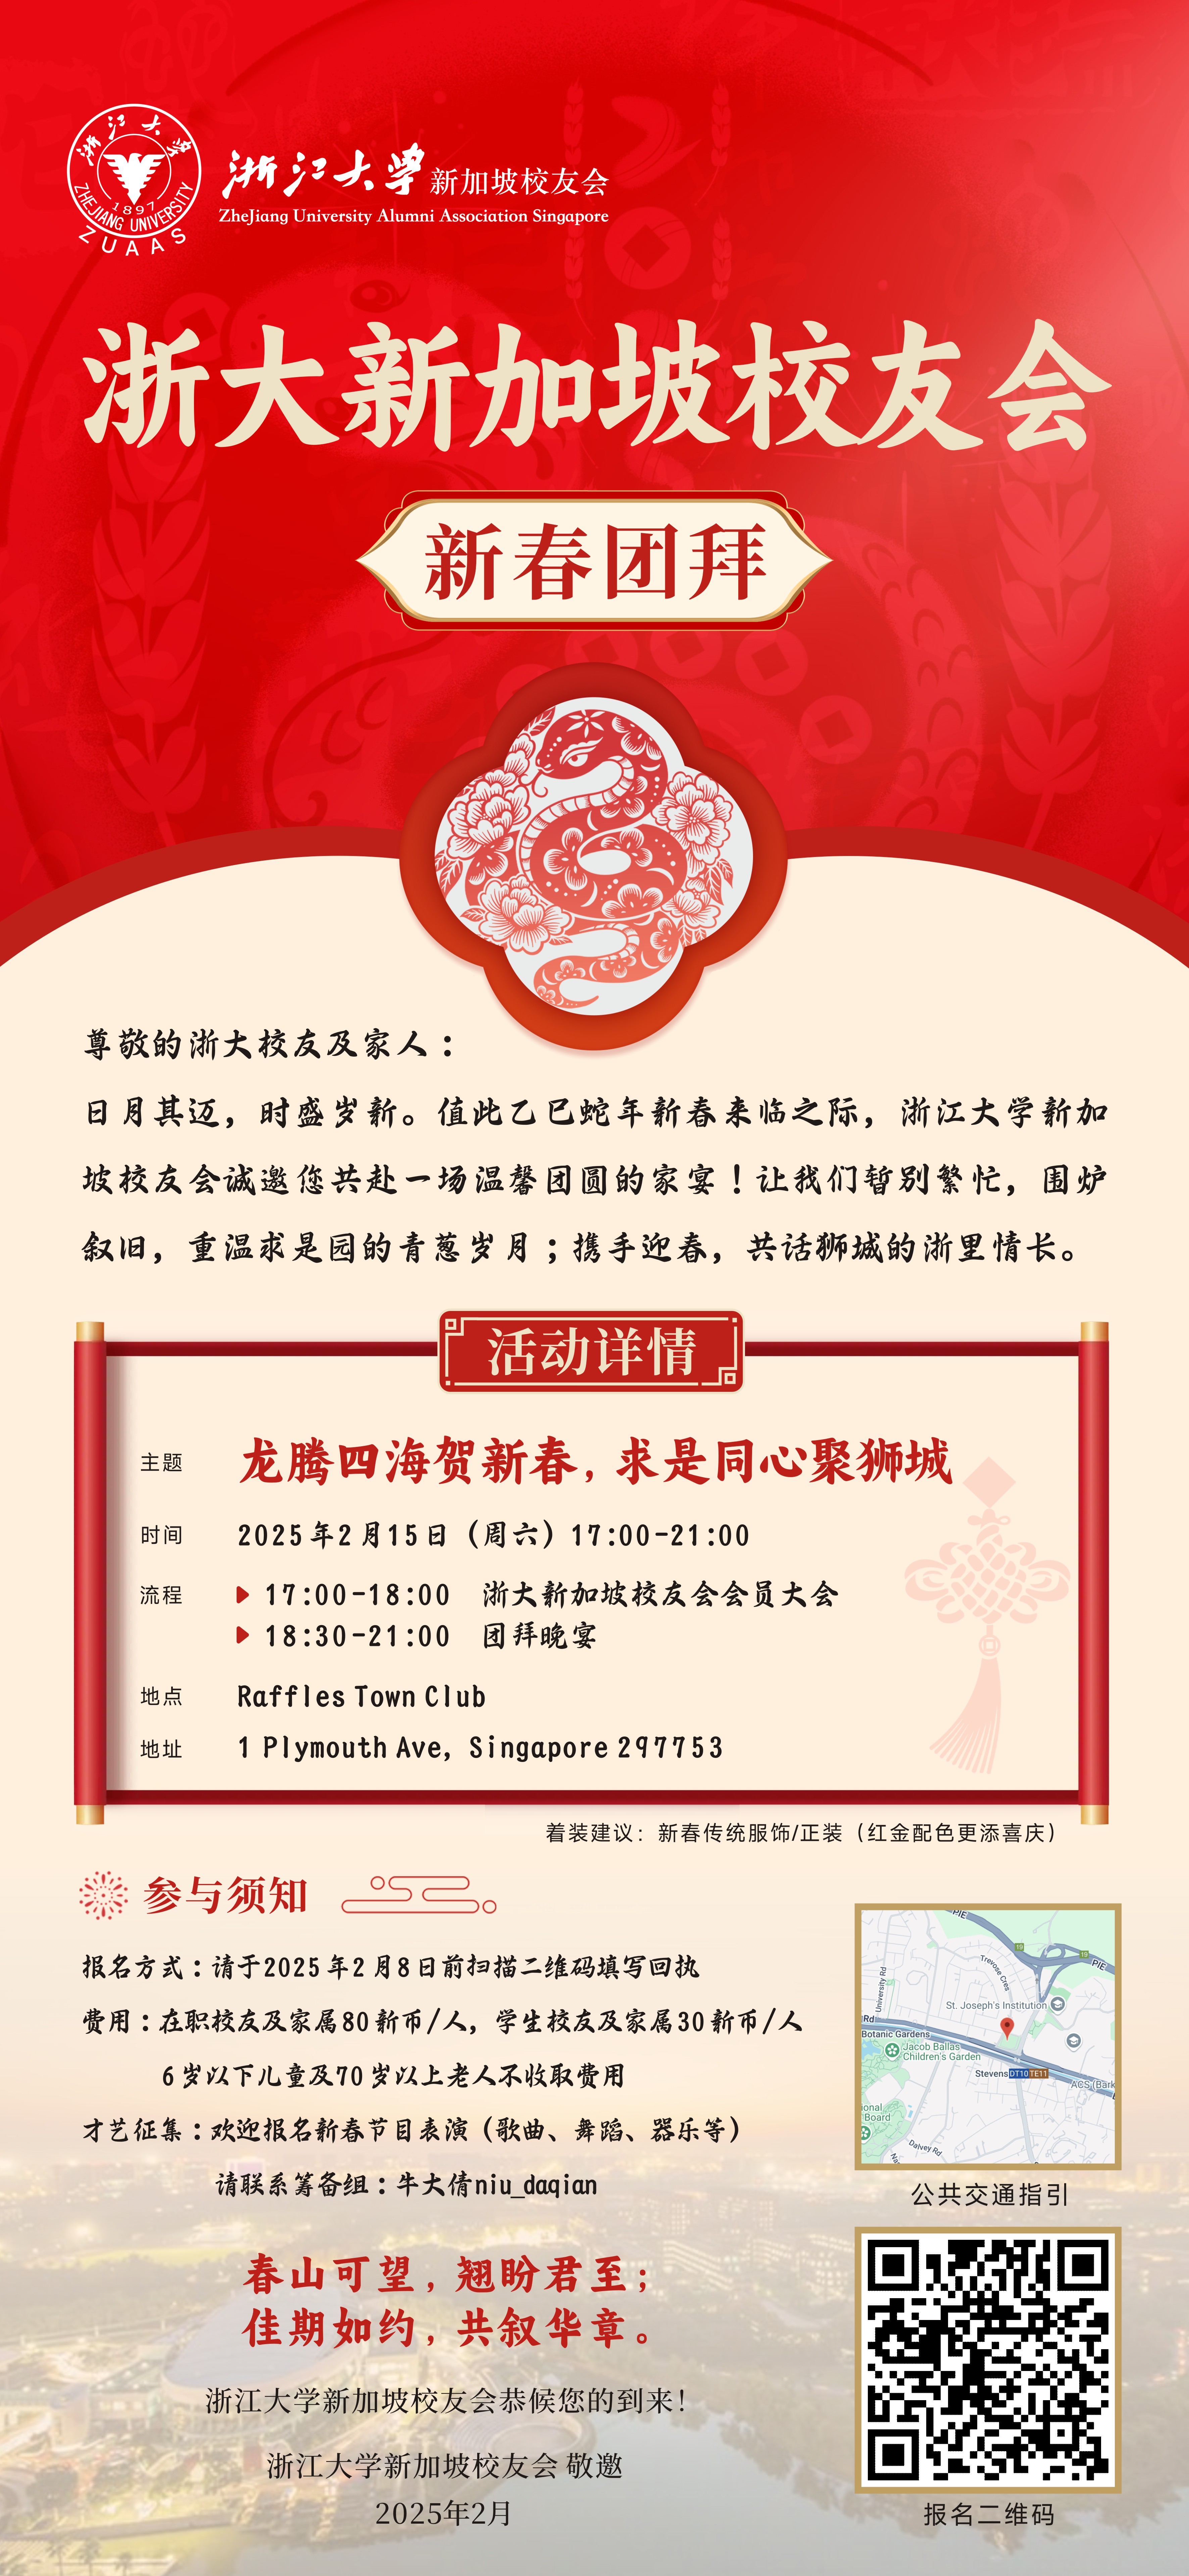 浙江大学
1897
ZHEJIANG UNIVERSITY
ZUAAS
浙江大学新加坡校友会
ZheJiang University Alumni Association Singapore
浙大新加坡校友会
新春团拜
尊敬的浙大校友及家人：
日月其迈，时盛岁新。值此乙巳蛇年新春来临之际，浙江大学新加
坡校友会诚邀您共赴一场温馨团圆的家宴！让我们暂别繁忙，围炉
叙旧，重温求是园的青葱岁月；携手迎春，共话狮城的浙里情长。
活动详情
主题 龙腾四海贺新春，求是同心聚狮城
时间 2025年2月15日（周六）17:00-21:00
流程 17:00-18:00 浙大新加坡校友会会员大会
18:30-21:00 团拜晚宴
地点 Raffles Town Club
地址 1 Plymouth Ave, Singapore 297753
着装建议：新春传统服饰/正装（红金配色更添喜庆）
参与须知
报名方式：请于2025年2月8日前扫描二维码填写回执
费用：在职校友及家属80新币/人，学生校友及家属30新币/人
6岁以下儿童及70岁以上老人不收取费用
才艺征集：欢迎报名新春节目表演（歌曲、舞蹈、器乐等）
请联系筹备组：牛大倩niu_daqian
PIE
19
19
PIE
Trevose Cres
University Rd
St. Joseph's Institution
Rd
Botanic Gardens
Jacob Ballas
Children's Garden
Stevens DT10 TE11
ACS (Bark
onal
Board
Dalvey Rd
公共交通指引
春山可望，翘盼君至；
佳期如约，共叙华章。
浙江大学新加坡校友会恭候您的到来！
浙江大学新加坡校友会 敬邀
2025年2月
报名二维码